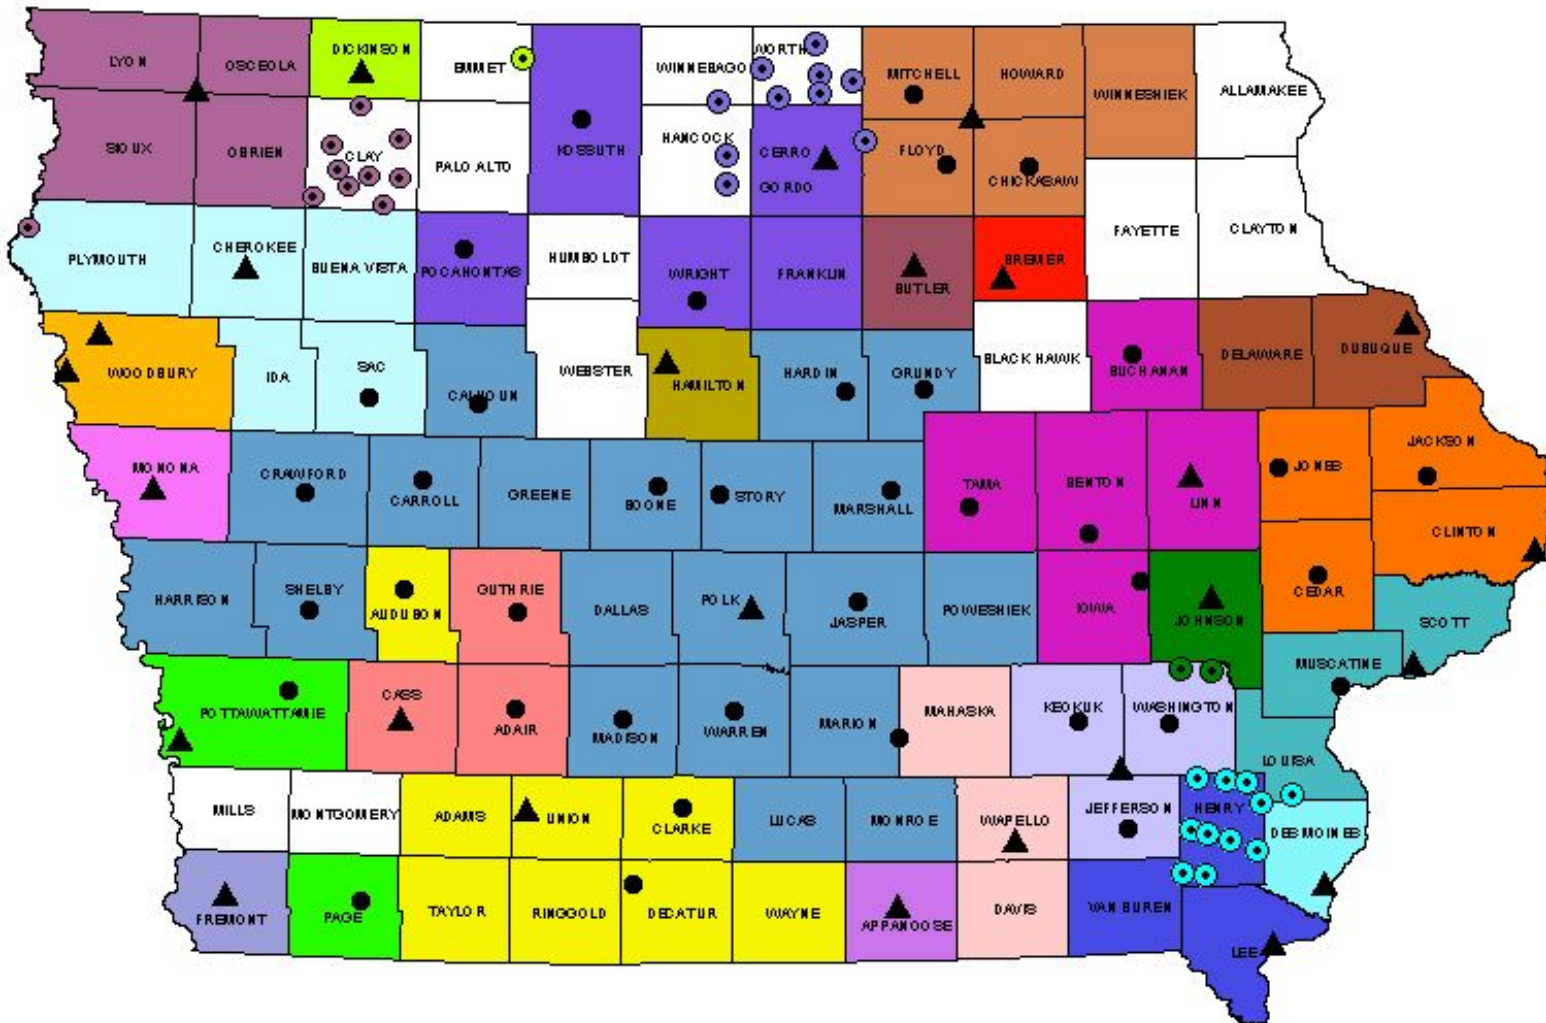 LYON
OSCEOLA
DICKINSON
EMMET
WINNEBAGO
WORTH
MITCHELL
HOWARD
WINNESHIEK
ALLAMAKEE
SIOUX
OBRIEN
CLAY
PALO ALTO
KOSSUTH
HANCOCK
CERRO
GORDO
FLOYD
CHICKASAW
PLYMOUTH
CHEROKEE
BUENA VISTA
POCAHONTAS
HUMBOLDT
WRIGHT
FRANKLIN
BUTLER
BREMER
FAYETTE
CLAYTON
WOODBURY
IDA
SAC
CALHOUN
WEBSTER
HAMILTON
HARDIN
GRUNDY
BLACK HAWK
BUCHANAN
DELAWARE
DUBUQUE
MONONA
CRAWFORD
CARROLL
GREENE
BOONE
STORY
MARSHALL
TAMA
BENTON
LINN
JONES
JACKSON
CLINTON
HARRISON
SHELBY
AUDUBON
GUTHRIE
DALLAS
POLK
JASPER
POWESHIEK
IOWA
JOHNSON
CEDAR
SCOTT
MUSCATINE
POTTAWATTAMIE
CASS
ADAIR
MADISON
WARREN
MARION
MAHASKA
KEOKUK
WASHINGTON
LOUISA
MILLS
MONTGOMERY
ADAMS
UNION
CLARKE
LUCAS
MONROE
WAPELLO
JEFFERSON
HENRY
DESMOINES
FREMONT
PAGE
TAYLOR
RINGGOLD
DECATUR
WAYNE
APPANOOSE
DAVIS
VAN BUREN
LEE